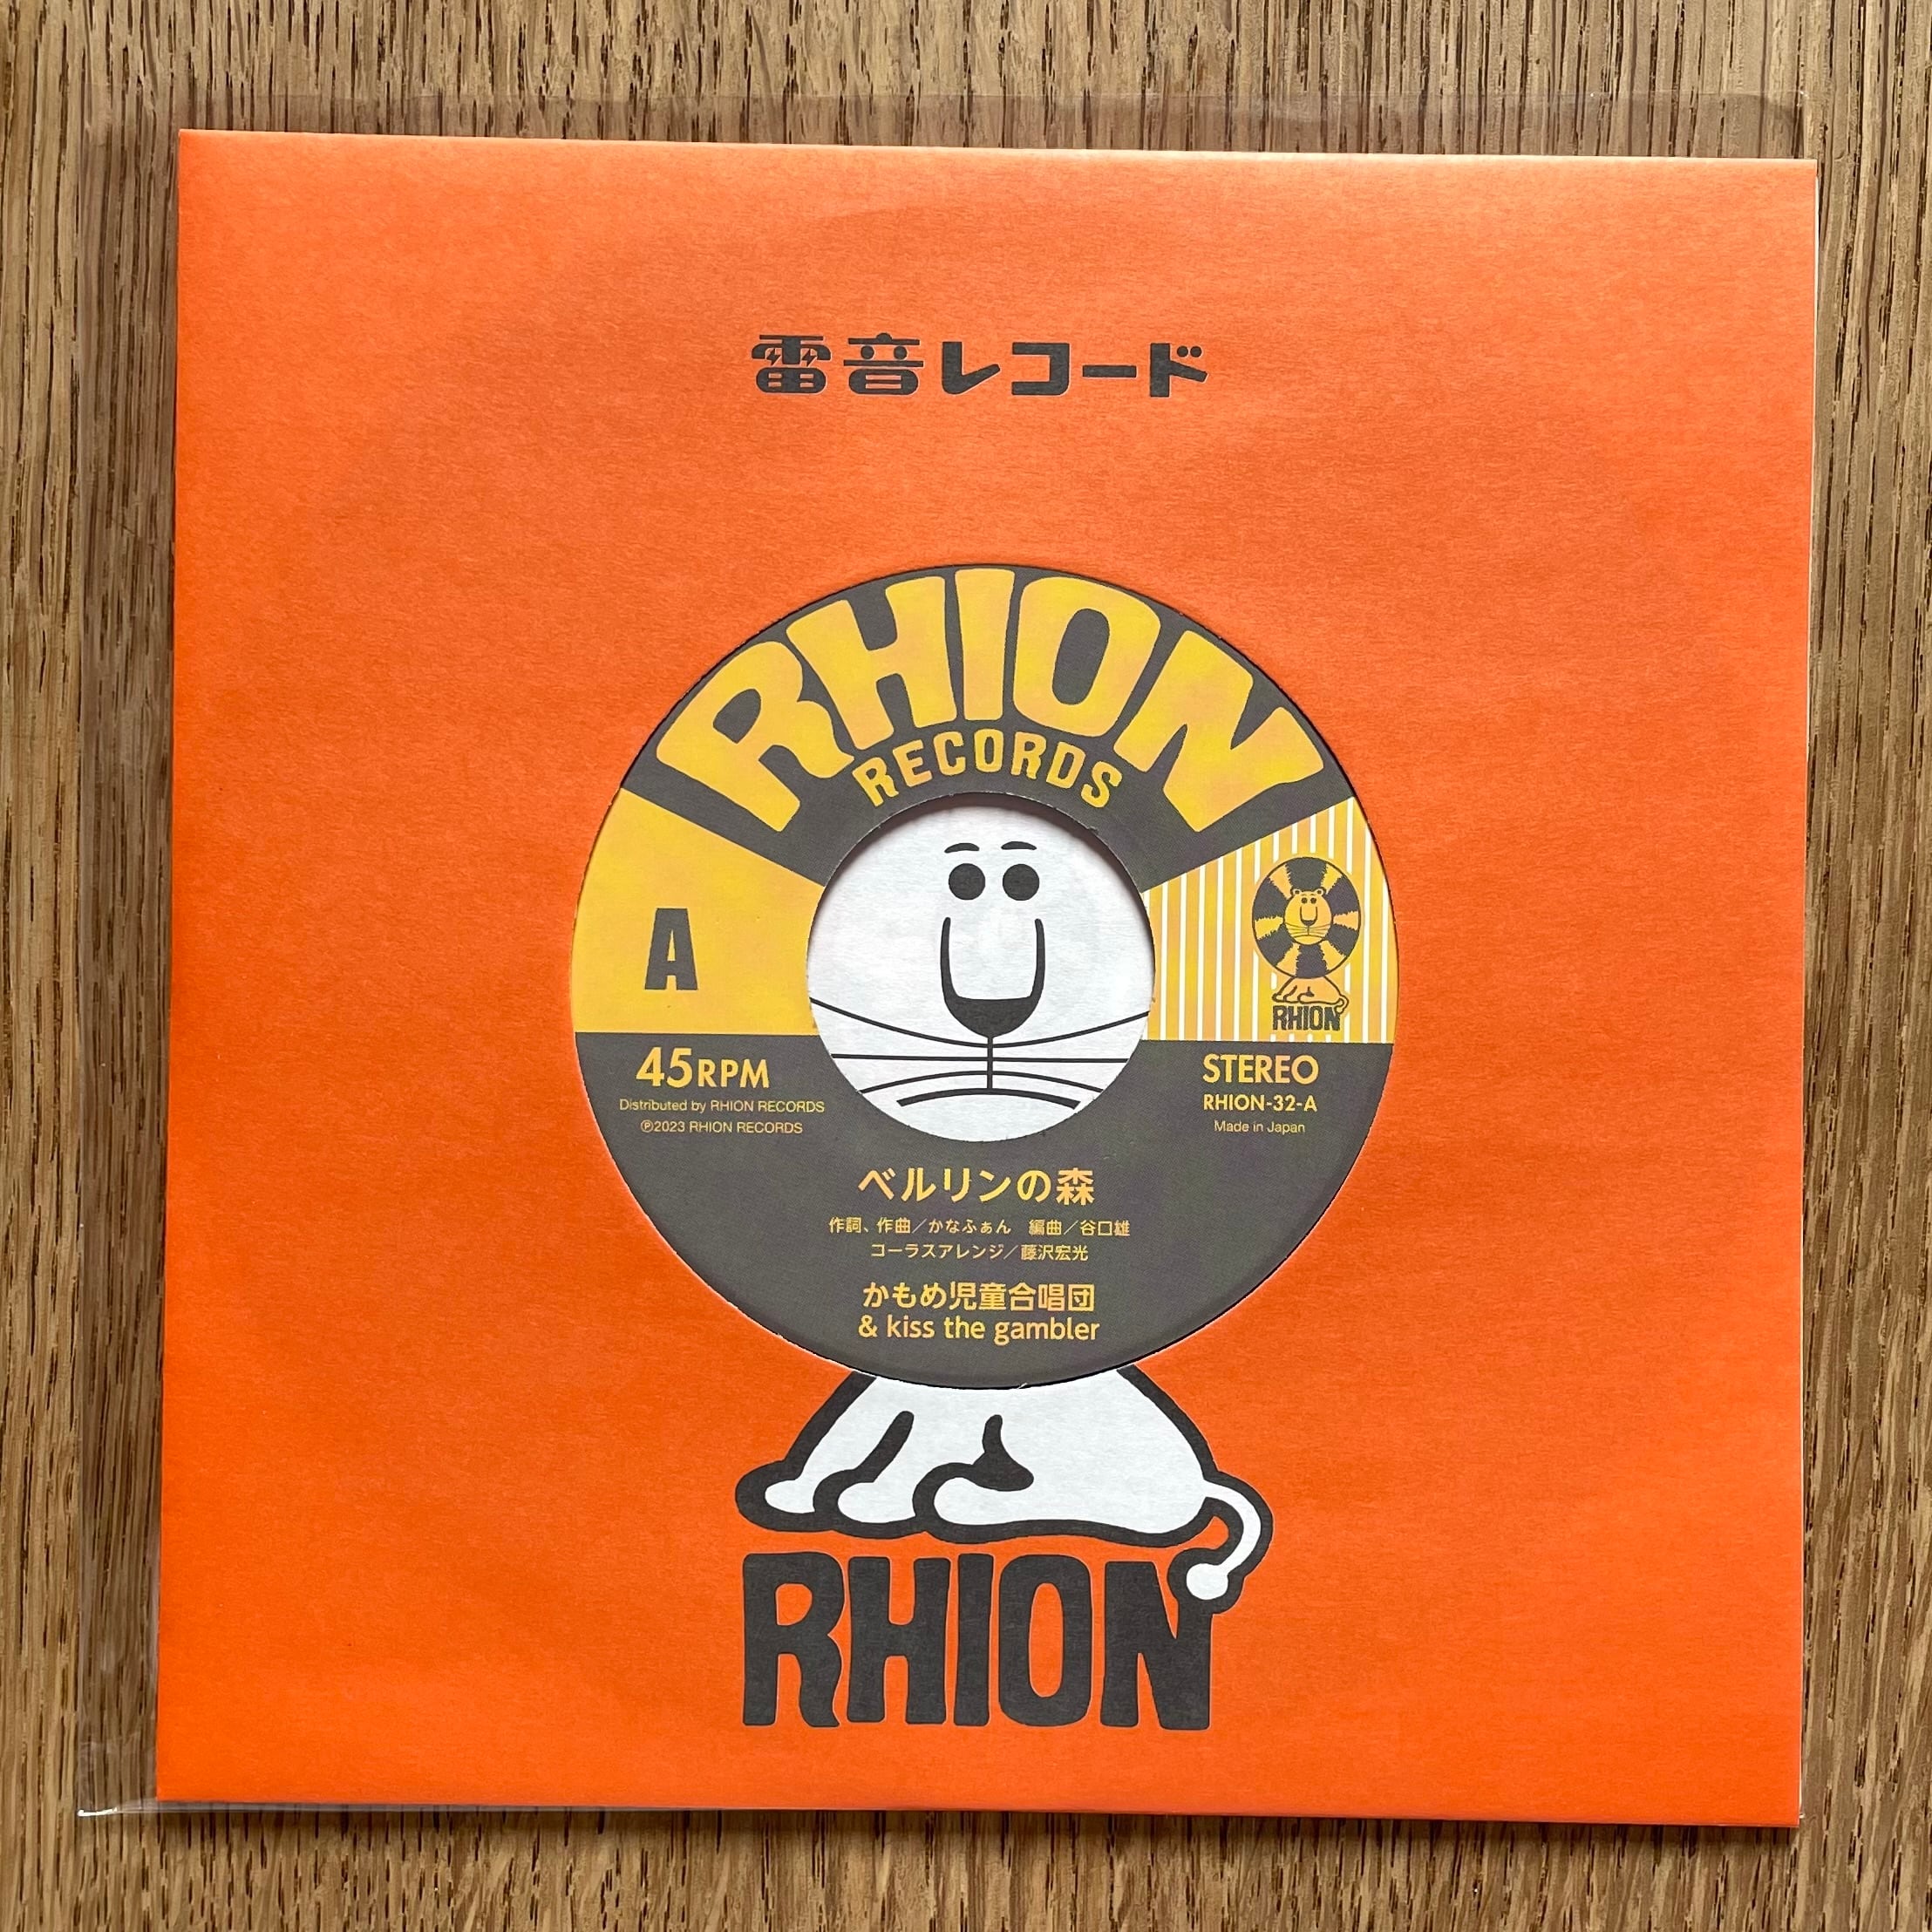 雷音レコード
RHION
RECORDS
A
RHION
45RPM
STEREO
Distributed by RHION RECORDS
RHION-32-A
℗2023 RHION RECORDS
Made in Japan
ベルリンの森
作詞、作曲／かなふぁん　編曲／谷口雄
コーラスアレンジ／藤沢宏光
かもめ児童合唱団
& kiss the gambler
RHION